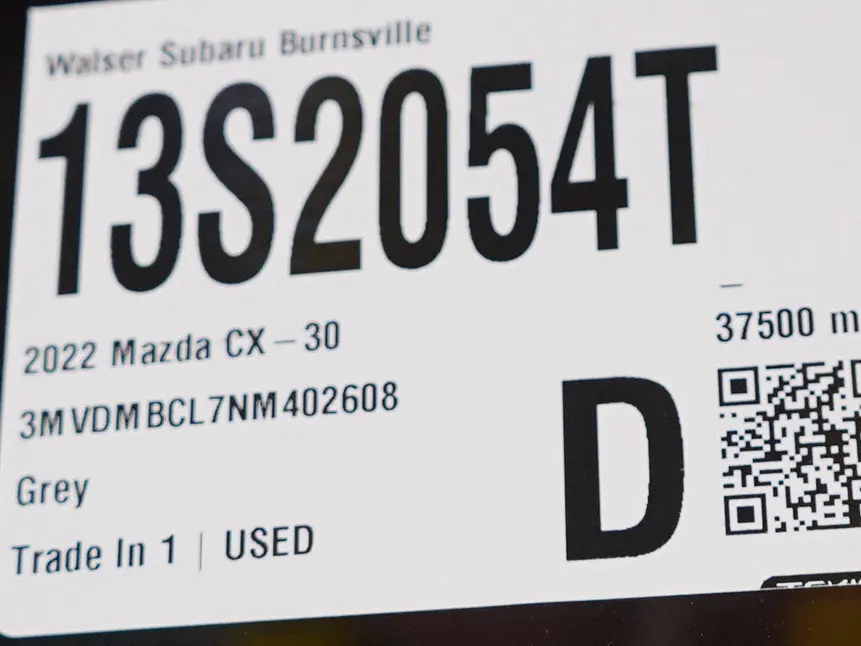 Walser Subaru Burnsville
13S2054T
2022 Mazda CX-30
37500 m
3MVDMBCL7NM402608
D
Grey
Trade In 1 | USED